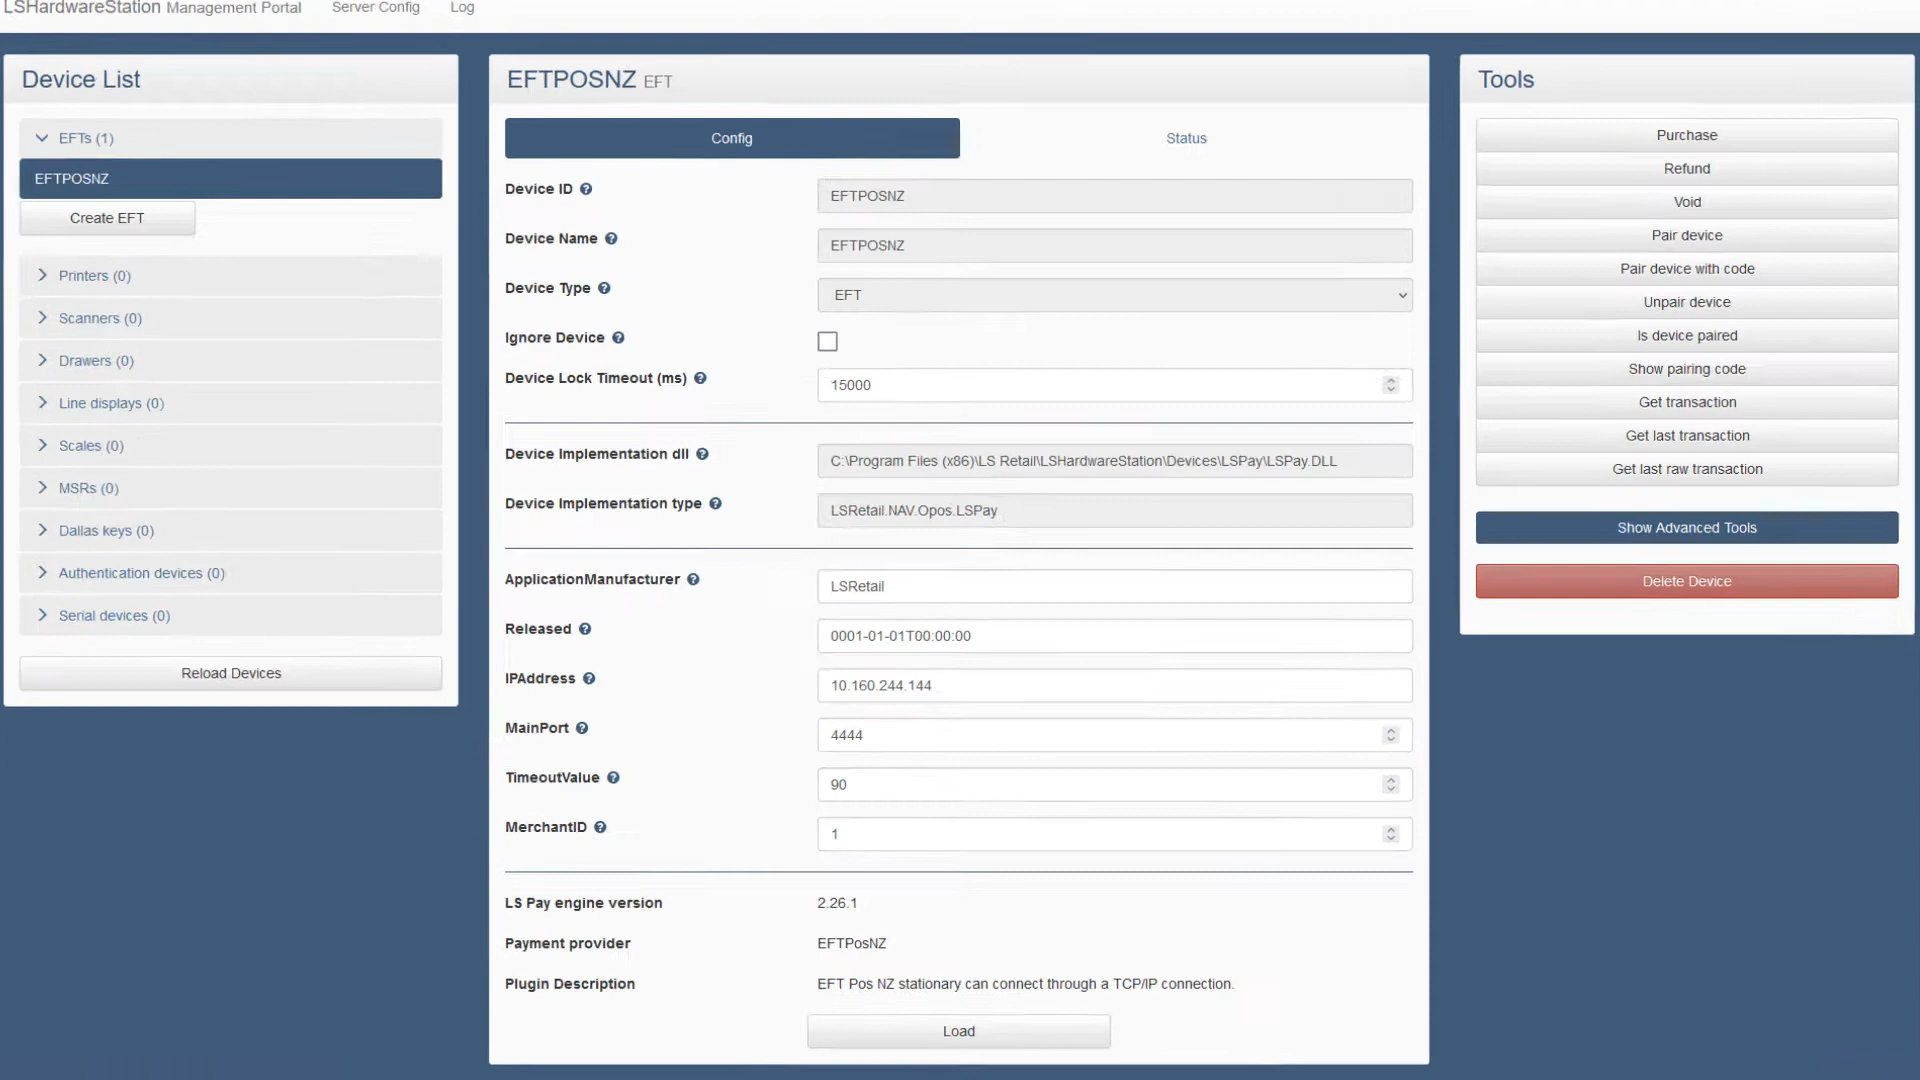 LSHardwareStation Management Portal Server Config Log
Device List
EFTs (1)
EFTPOSNZ
Create EFT
Printers (0)
Scanners (0)
Drawers (0)
Line displays (0)
Scales (0)
MSRs (0)
Dallas keys (0)
Authentication devices (0)
Serial devices (0)
Reload Devices
EFTPOSNZ EFT
Config Status
Device ID EFTPOSNZ
Device Name EFTPOSNZ
Device Type EFT
Ignore Device
Device Lock Timeout (ms) 15000
Device Implementation dll C:\Program Files (x86)\LS Retail\LSHardwareStation\Devices\LSPay\LSPay.DLL
Device Implementation type LSRetail.NAV.Opos.LSPay
ApplicationManufacturer LSRetail
Released 0001-01-01T00:00:00
IPAddress 10.160.244.144
MainPort 4444
TimeoutValue 90
MerchantID 1
LS Pay engine version 2.26.1
Payment provider EFTPosNZ
Plugin Description EFT Pos NZ stationary can connect through a TCP/IP connection.
Load
Tools
Purchase
Refund
Void
Pair device
Pair device with code
Unpair device
Is device paired
Show pairing code
Get transaction
Get last transaction
Get last raw transaction
Show Advanced Tools
Delete Device